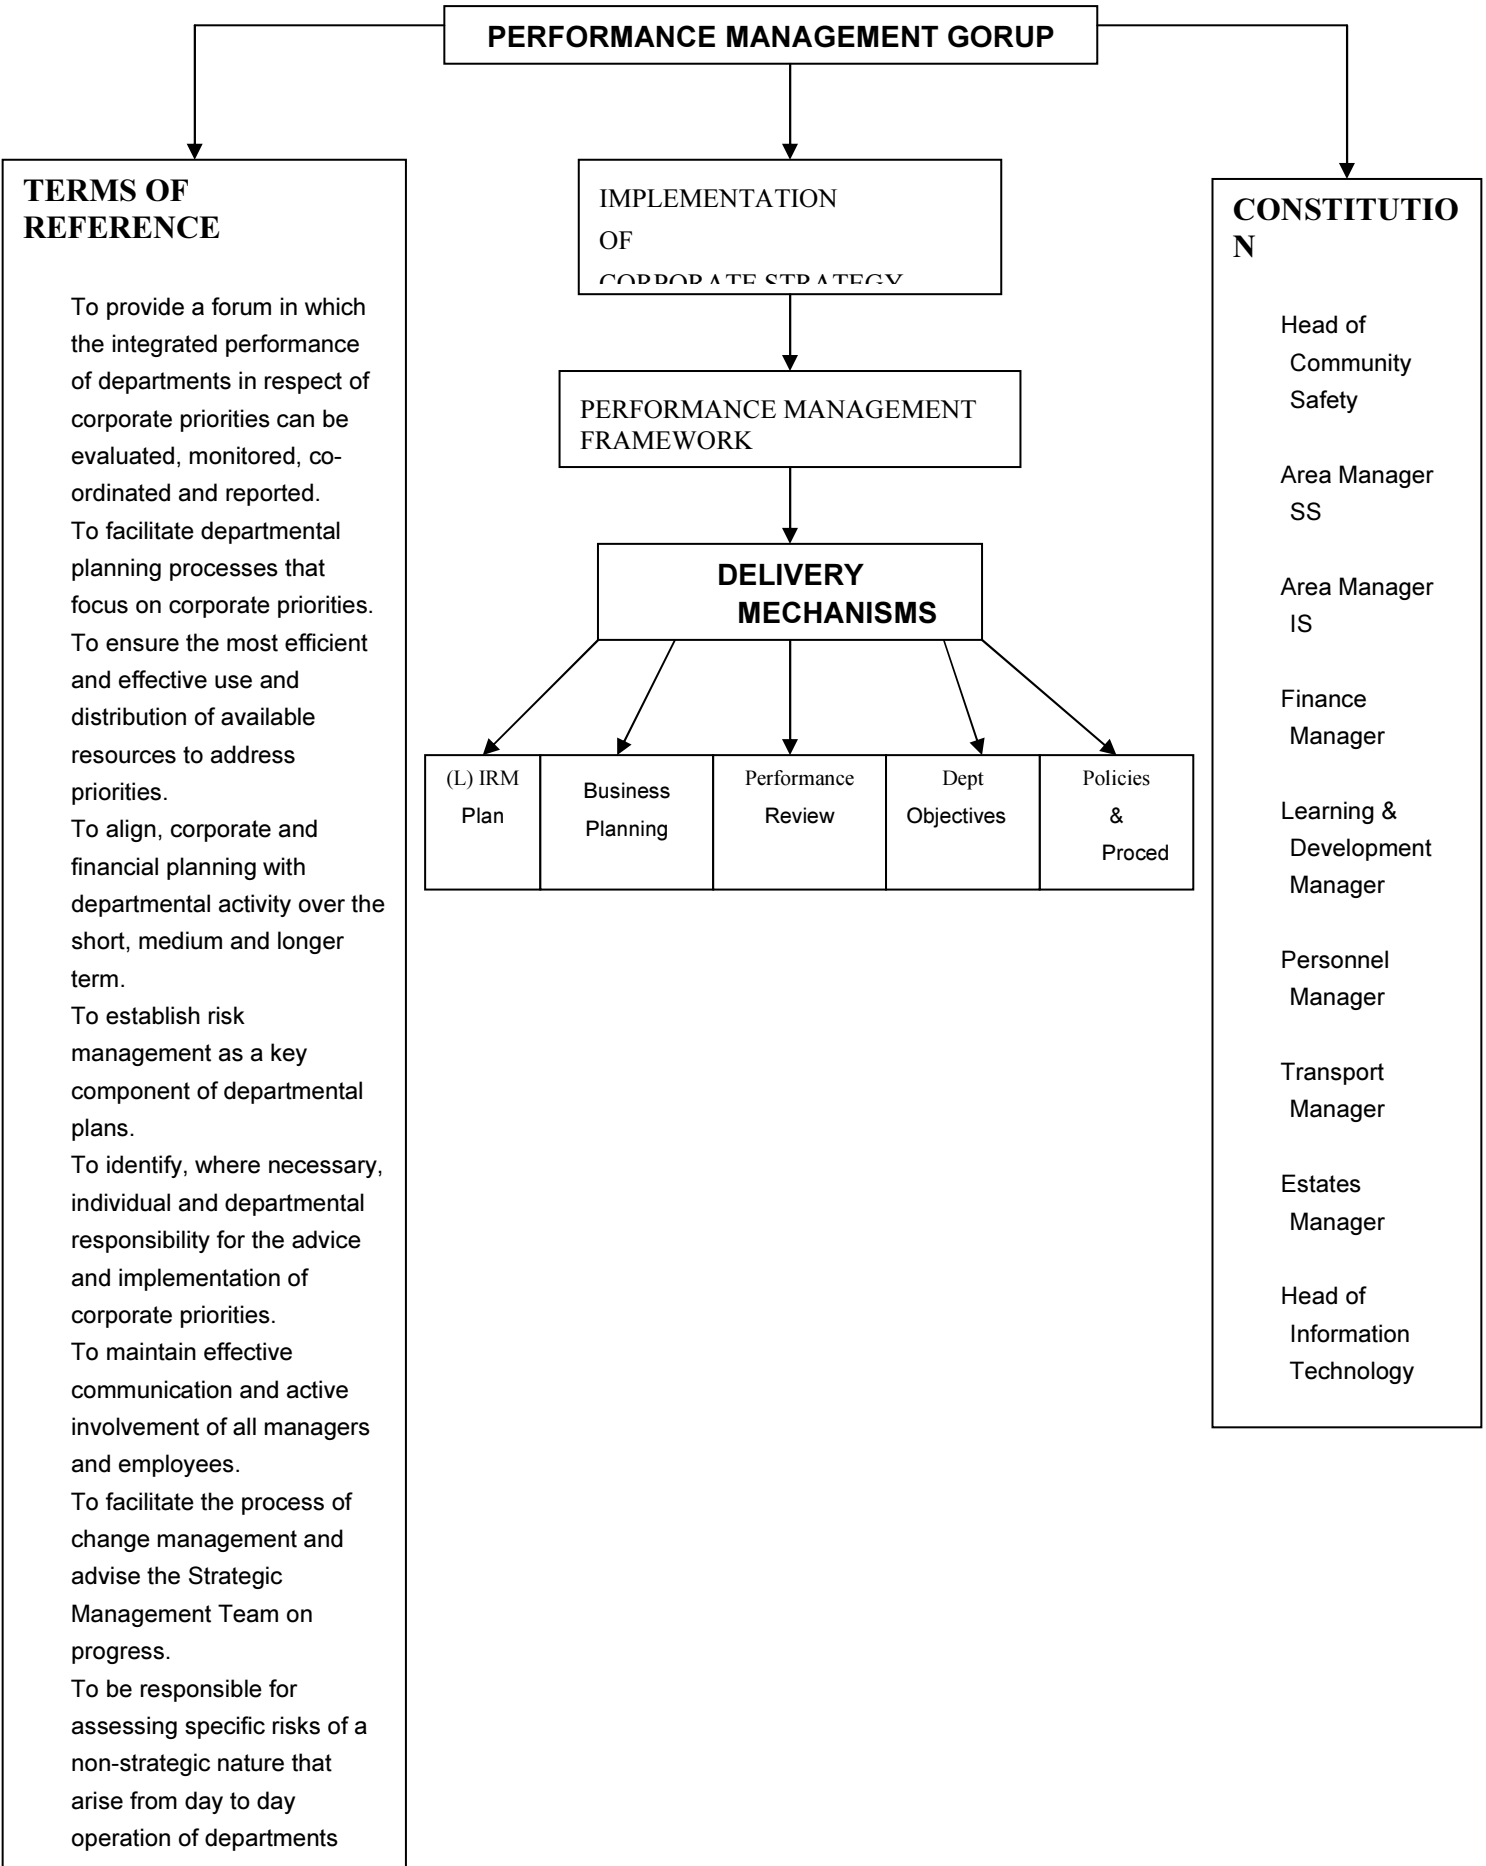 PERFORMANCE MANAGEMENT GORUP
TERMS OF
REFERENCE
To provide a forum in which
the integrated performance
of departments in respect of
corporate priorities can be
evaluated, monitored, co-
ordinated and reported.
To facilitate departmental
planning processes that
focus on corporate priorities.
To ensure the most efficient
and effective use and
distribution of available
resources to address
priorities.
To align, corporate and
financial planning with
departmental activity over the
short, medium and longer
term.
To establish risk
management as a key
component of departmental
plans.
To identify, where necessary,
individual and departmental
responsibility for the advice
and implementation of
corporate priorities.
To maintain effective
communication and active
involvement of all managers
and employees.
To facilitate the process of
change management and
advise the Strategic
Management Team on
progress.
To be responsible for
assessing specific risks of a
non-strategic nature that
arise from day to day
operation of departments
IMPLEMENTATION
OF
CORPORATE STRATEGY
PERFORMANCE MANAGEMENT
FRAMEWORK
DELIVERY
MECHANISMS
(L) IRM
Plan
Business
Planning
Performance
Review
Dept
Objectives
Policies
&
Proced
CONSTITUTIO
N
Head of
Community
Safety
Area Manager
SS
Area Manager
IS
Finance
Manager
Learning &
Development
Manager
Personnel
Manager
Transport
Manager
Estates
Manager
Head of
Information
Technology